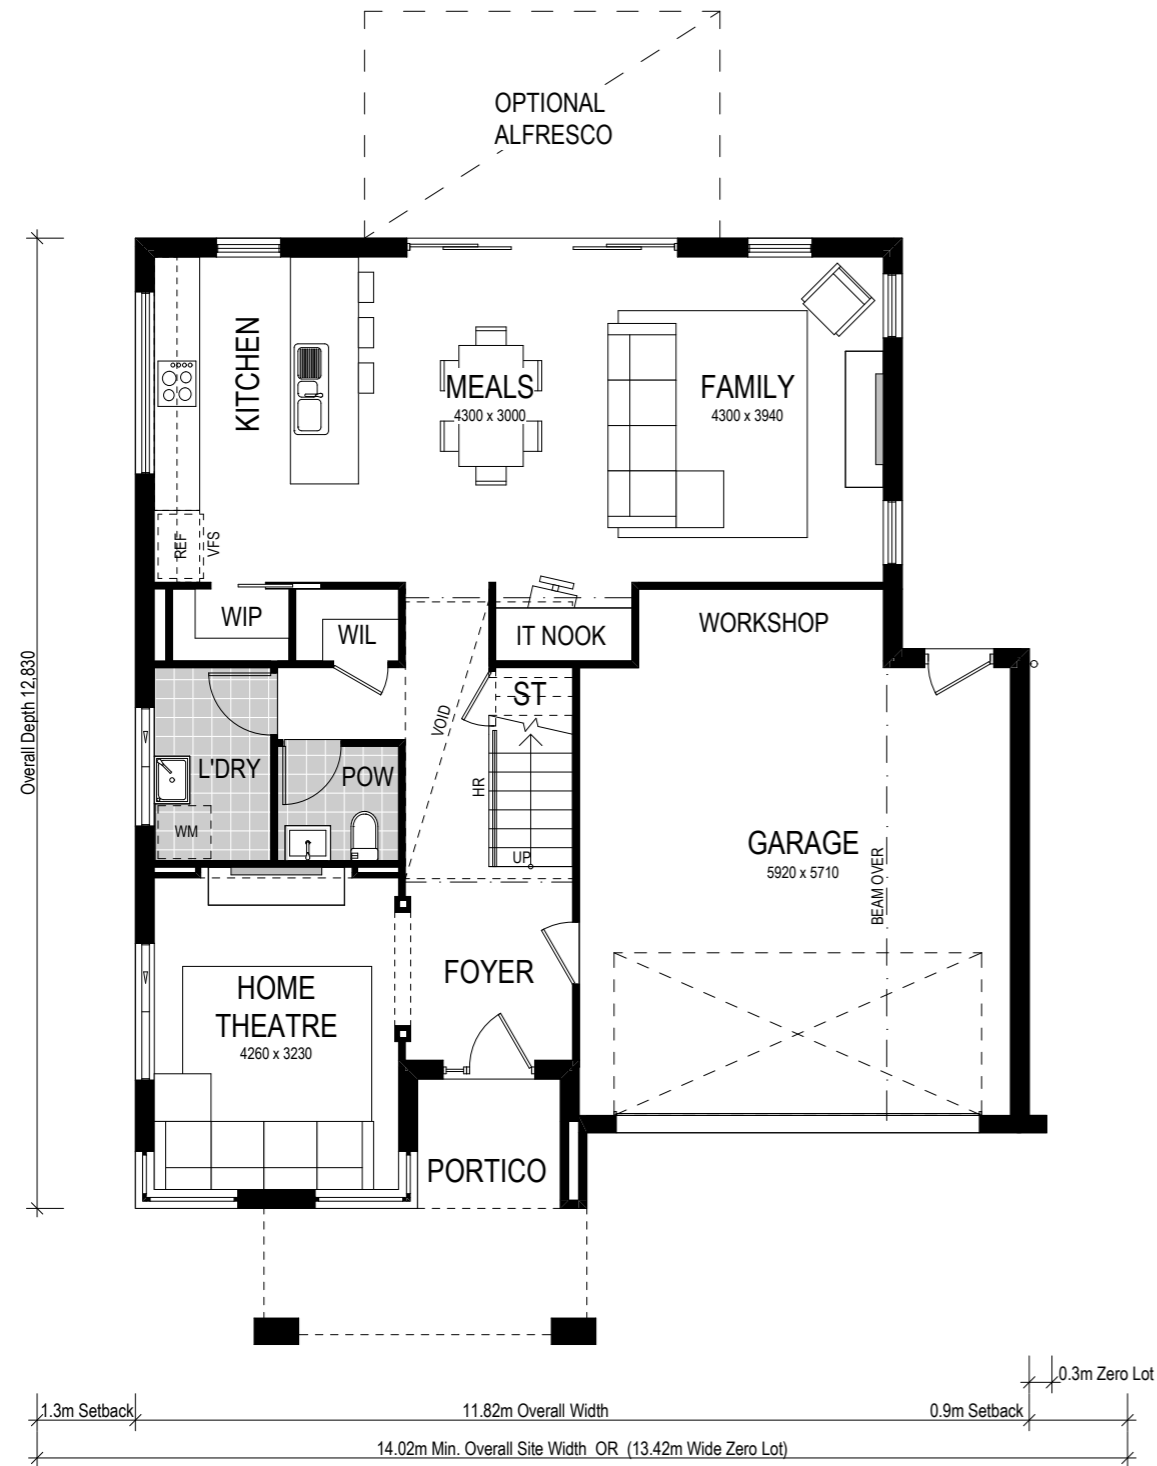 OPTIONAL
ALFRESCO
KITCHEN
MEALS
4300 x 3000
FAMILY
4300 x 3940
REF
VFS
WIP
WIL
IT NOOK
WORKSHOP
ST
VOID
L'DRY
POW
HR
WM
UP
GARAGE
5920 x 5710
BEAM OVER
FOYER
HOME
THEATRE
4260 x 3230
PORTICO
Overall Depth 12,830
0.3m Zero Lot
1.3m Setback
11.82m Overall Width
0.9m Setback
14.02m Min. Overall Site Width OR (13.42m Wide Zero Lot)